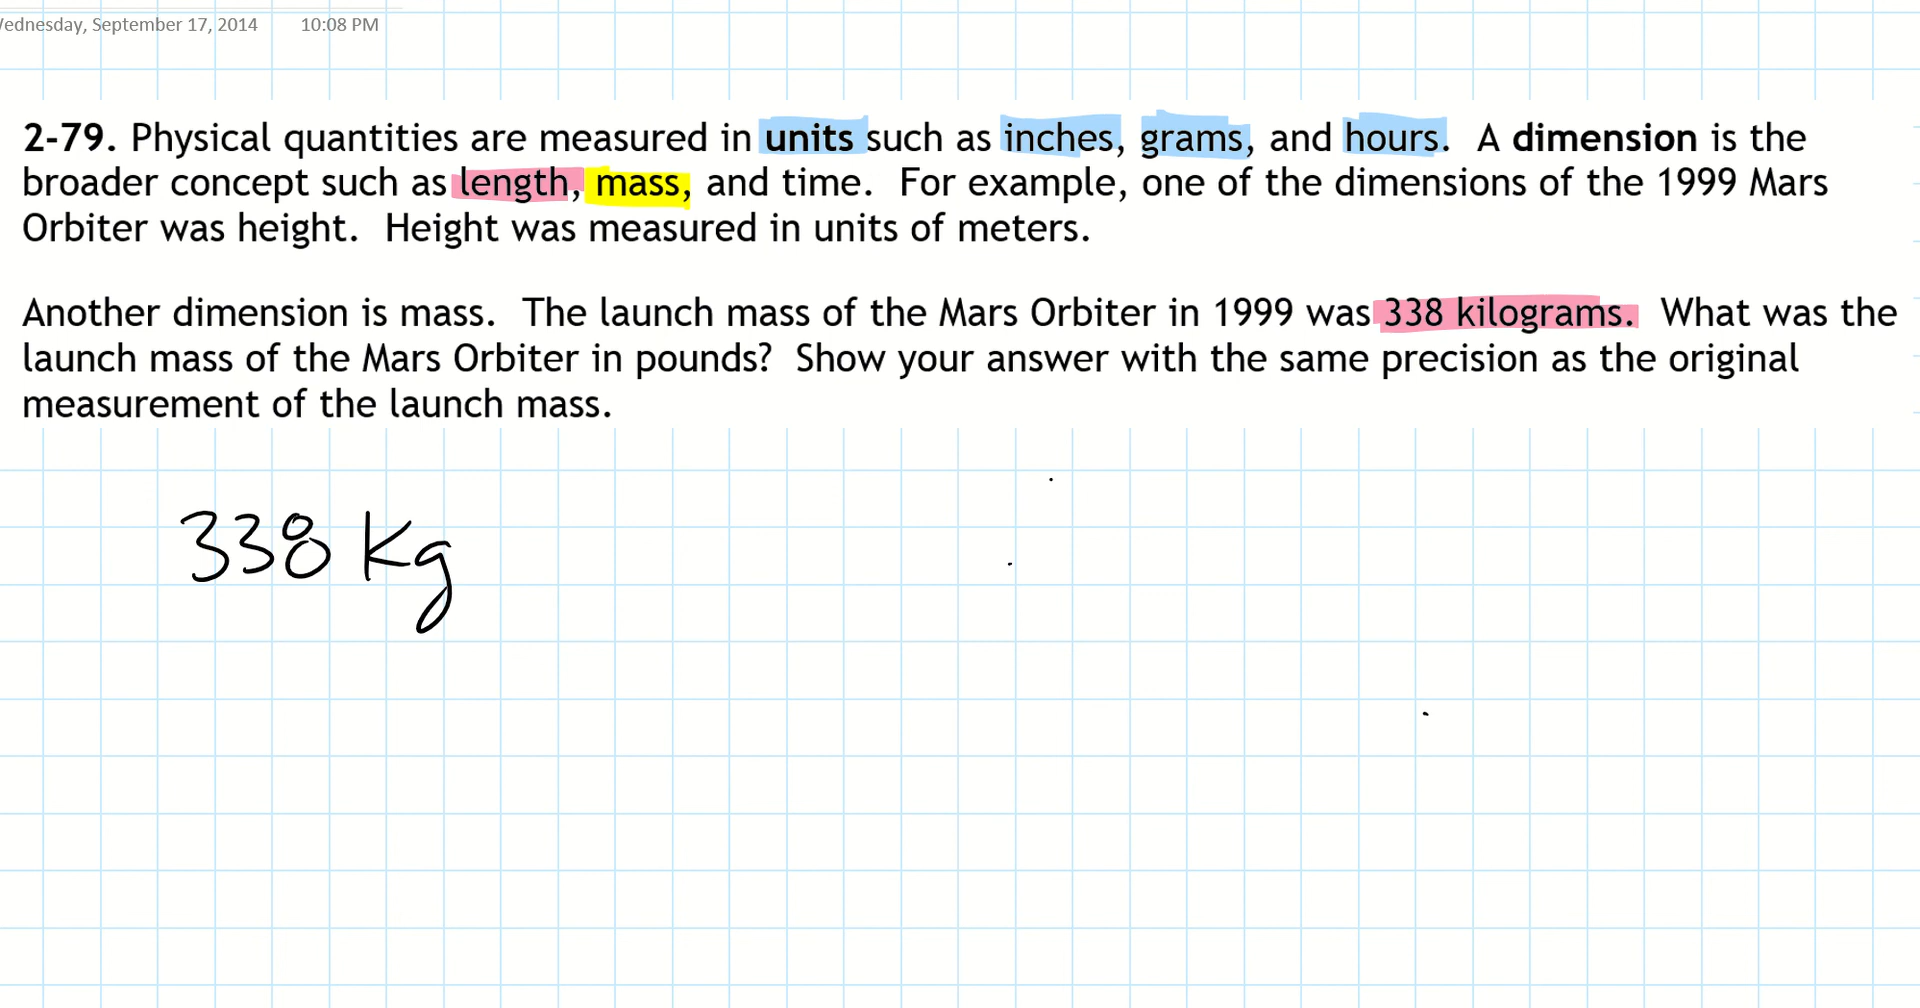 Wednesday, September 17, 2014 10:08 PM
2-79. Physical quantities are measured in units such as inches, grams, and hours. A dimension is the
broader concept such as length, mass, and time. For example, one of the dimensions of the 1999 Mars
Orbiter was height. Height was measured in units of meters.
Another dimension is mass. The launch mass of the Mars Orbiter in 1999 was 338 kilograms. What was the
launch mass of the Mars Orbiter in pounds? Show your answer with the same precision as the original
measurement of the launch mass.
338 Kg